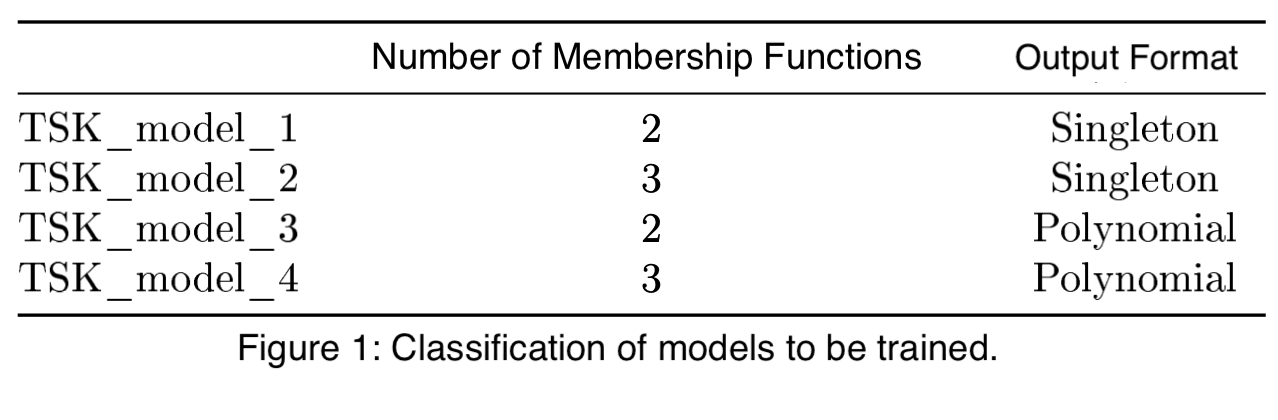 Number of Membership Functions Output Format
TSK_model_1 2 Singleton
TSK_model_2 3 Singleton
TSK_model_3 2 Polynomial
TSK_model_4 3 Polynomial
Figure 1: Classification of models to be trained.